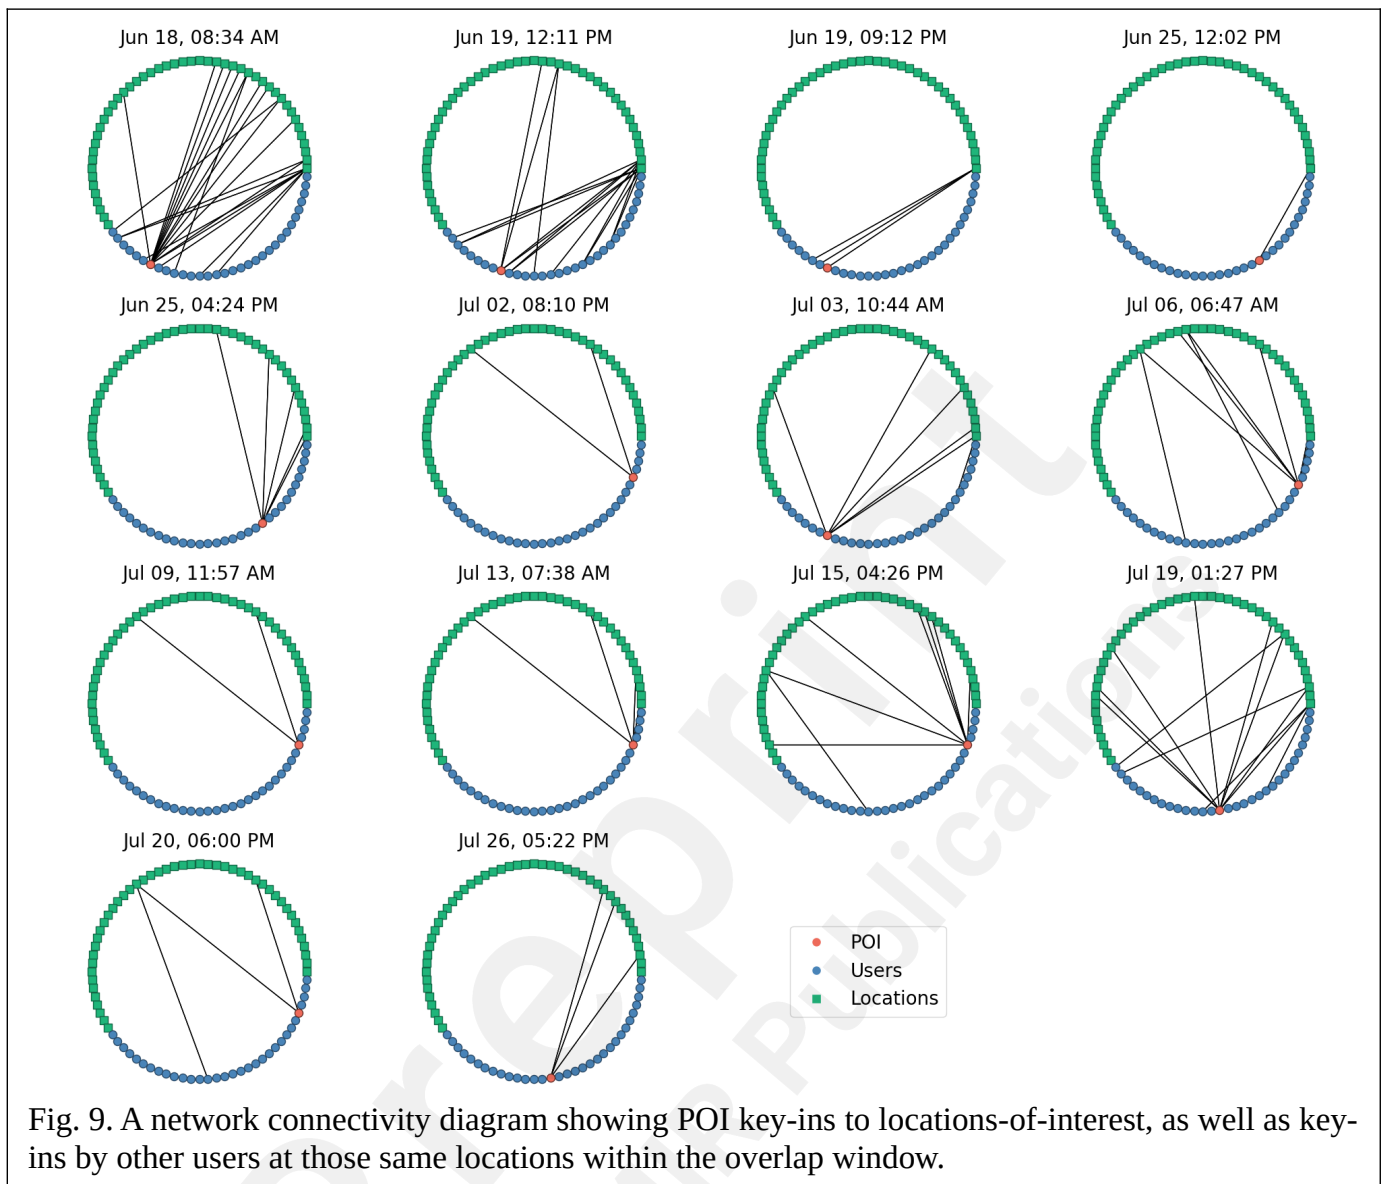 Jun 18, 08:34 AM
Jun 19, 12:11 PM
Jun 19, 09:12 PM
Jun 25, 12:02 PM
Jun 25, 04:24 PM
Jul 02, 08:10 PM
Jul 03, 10:44 AM
Jul 06, 06:47 AM
Jul 09, 11:57 AM
Jul 13, 07:38 AM
Jul 15, 04:26 PM
Jul 19, 01:27 PM
Jul 20, 06:00 PM
Jul 26, 05:22 PM
POI
Users
Locations
Fig. 9. A network connectivity diagram showing POI key-ins to locations-of-interest, as well as key-
ins by other users at those same locations within the overlap window.
Preprint
Publications